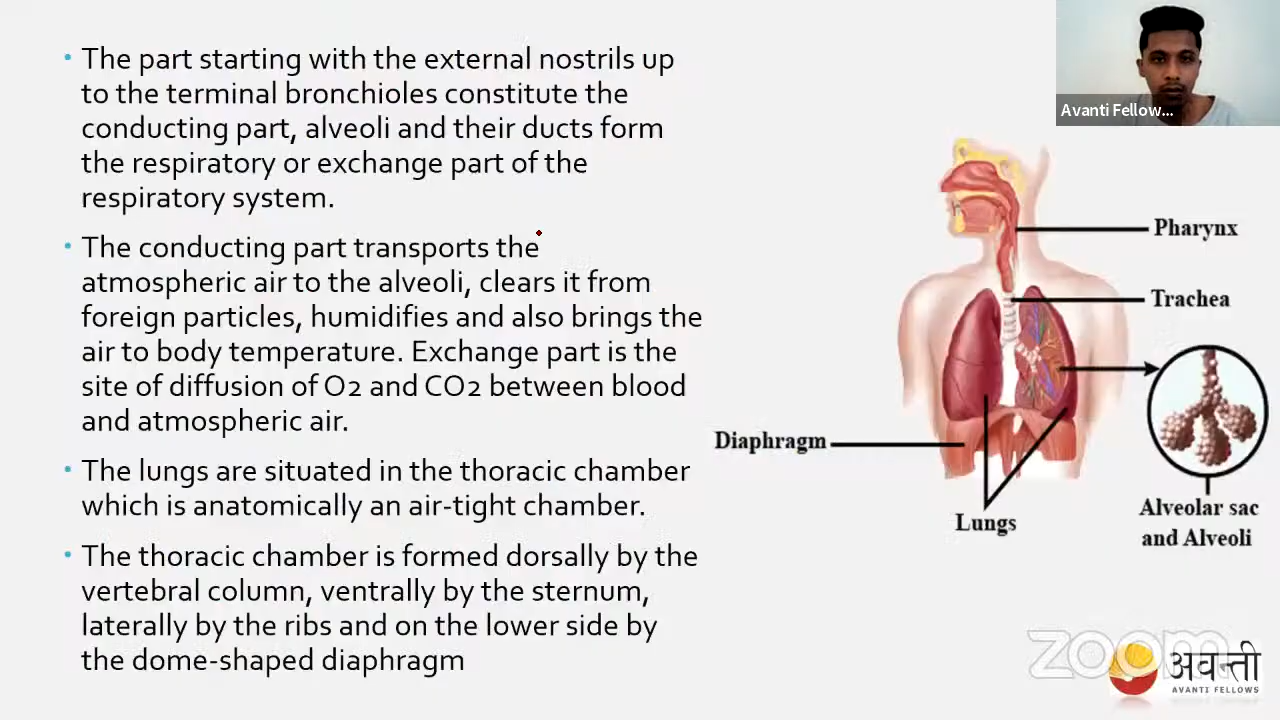 The part starting with the external nostrils up
to the terminal bronchioles constitute the
conducting part, alveoli and their ducts form
the respiratory or exchange part of the
respiratory system.
The conducting part transports the
atmospheric air to the alveoli, clears it from
foreign particles, humidifies and also brings the
air to body temperature. Exchange part is the
site of diffusion of O2 and CO2 between blood
and atmospheric air.
The lungs are situated in the thoracic chamber
which is anatomically an air-tight chamber.
The thoracic chamber is formed dorsally by the
vertebral column, ventrally by the sternum,
laterally by the ribs and on the lower side by
the dome-shaped diaphragm
Avanti Fellow...
Pharynx
Trachea
Diaphragm
Lungs
Alveolar sac
and Alveoli
zoom
अवन्ती
AVANTI FELLOWS